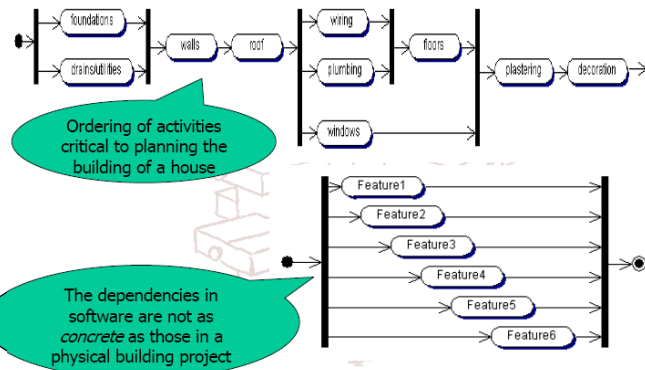 foundations
drains/utilities
walls
roof
wiring
plumbing
windows
floors
plastering
decoration
Ordering of activities
critical to planning the
building of a house
Feature1
Feature2
Feature3
Feature4
Feature5
Feature6
The dependencies in
software are not as
concrete as those in a
physical building project